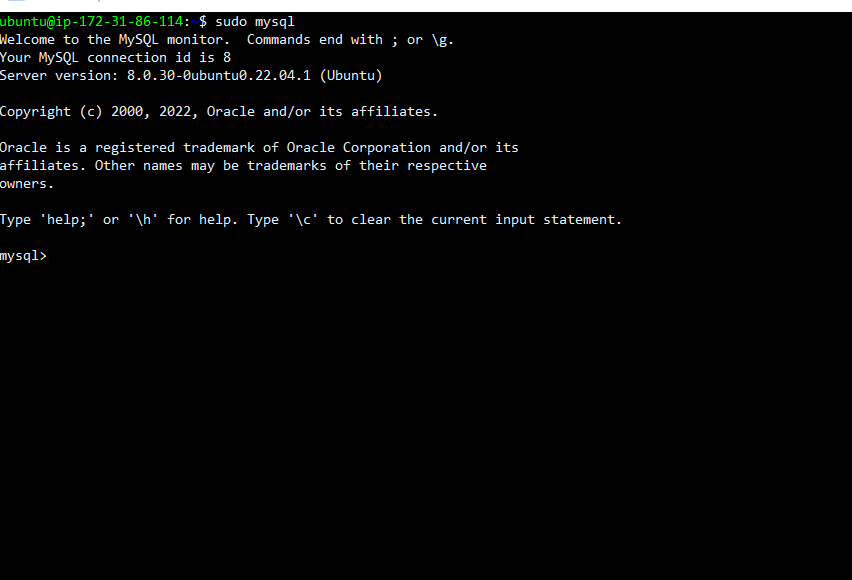 ubuntu@ip-172-31-86-114:~$ sudo mysql
Welcome to the MySQL monitor.  Commands end with ; or \g.
Your MySQL connection id is 8
Server version: 8.0.30-0ubuntu0.22.04.1 (Ubuntu)
Copyright (c) 2000, 2022, Oracle and/or its affiliates.
Oracle is a registered trademark of Oracle Corporation and/or its
affiliates. Other names may be trademarks of their respective
owners.
Type 'help;' or '\h' for help. Type '\c' to clear the current input statement.
mysql>